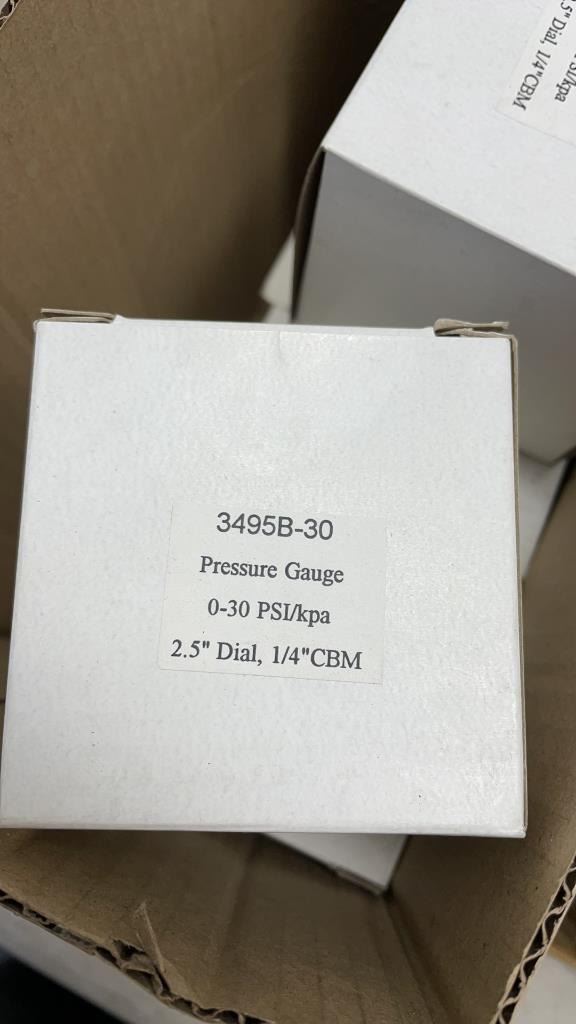 3495B-30
Pressure Gauge
0-30 PSI/kpa
2.5" Dial, 1/4"CBM
Dial, 1/4"CBM